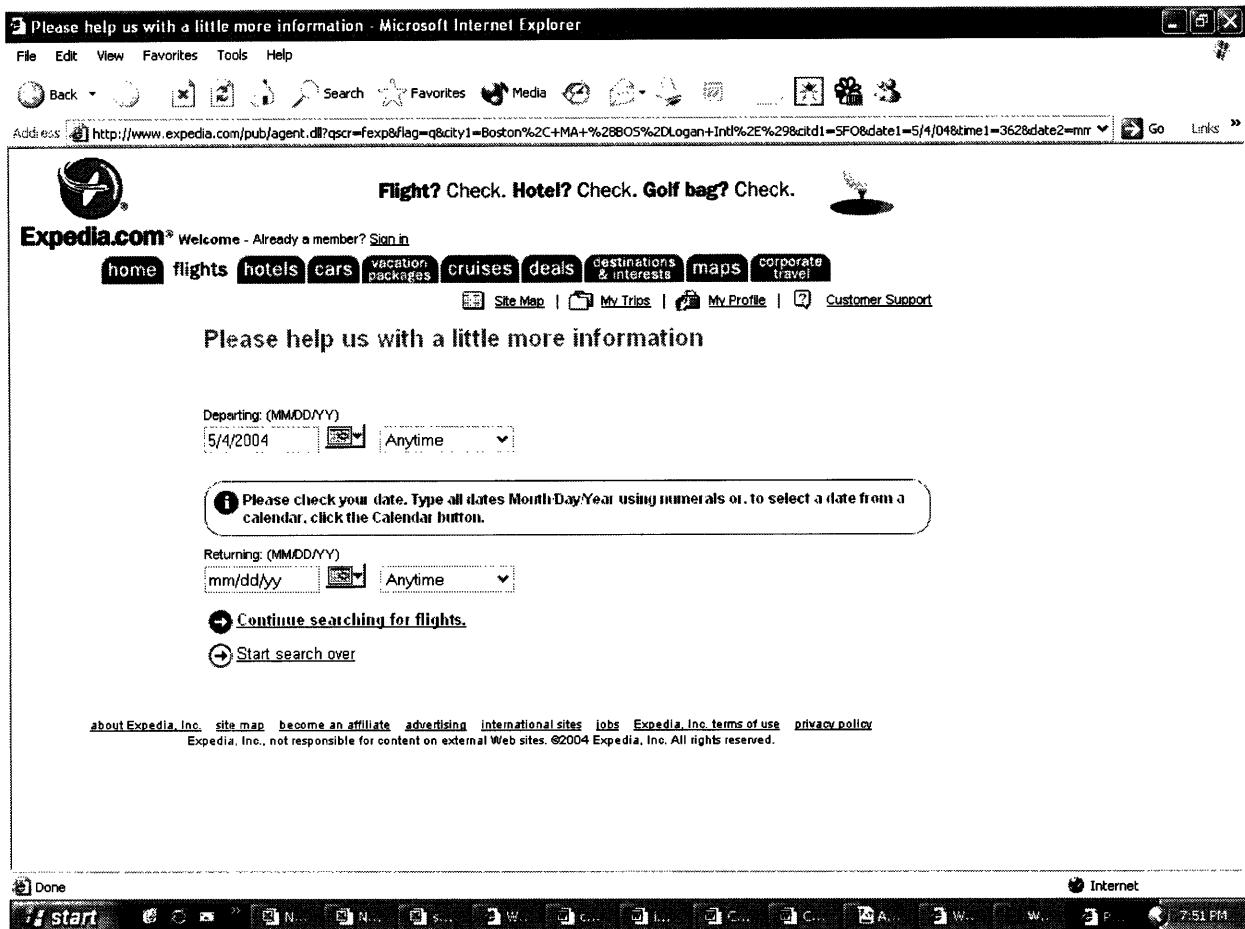 Please help us with a little more information - Microsoft Internet Explorer
File Edit View Favorites Tools Help
Back Search Favorites Media
Address http://www.expedia.com/pub/agent.dll?qscr=fexp&flag=q&city1=Boston%2C+MA+%28BOS%2DLogan+Intl%2E%29&citd1=SFO&date1=5/4/04&time1=362&date2=mm Go Links »
Flight? Check. Hotel? Check. Golf bag? Check.
Expedia.com® Welcome - Already a member? Sign in
home flights hotels cars vacation packages cruises deals destinations & interests maps corporate travel
Site Map | My Trips | My Profile | Customer Support
Please help us with a little more information
Departing: (MM/DD/YY)
5/4/2004 Anytime
Please check your date. Type all dates Month/Day/Year using numerals or, to select a date from a
calendar, click the Calendar button.
Returning: (MM/DD/YY)
mm/dd/yy Anytime
Continue searching for flights.
Start search over
about Expedia, Inc. site map become an affiliate advertising international sites jobs Expedia, Inc. terms of use privacy policy
Expedia, Inc., not responsible for content on external Web sites. ©2004 Expedia, Inc. All rights reserved.
Done Internet
start » N... N... s... W... c... i... C... C... A... W... W... P... 7:51 PM